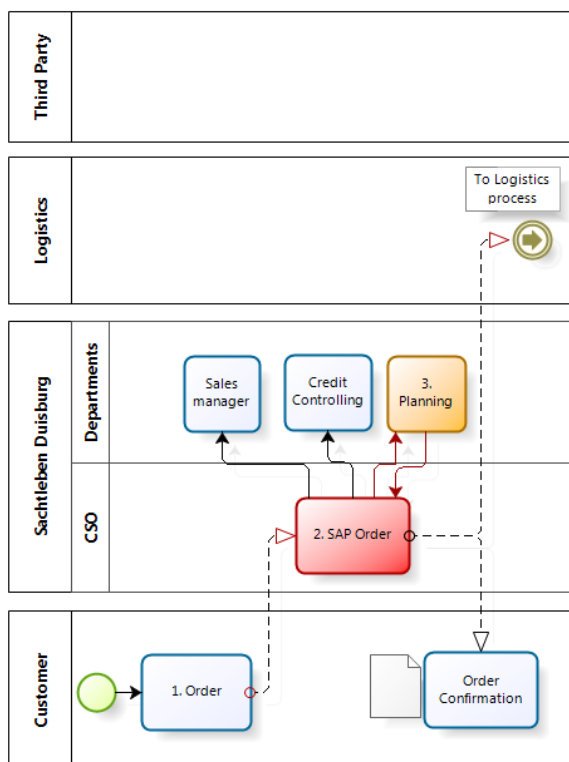 Third Party
Logistics
To Logistics
process
Sachtleben Duisburg
Departments
Sales
manager
Credit
Controlling
3.
Planning
CSO
2. SAP Order
Customer
1. Order
Order
Confirmation